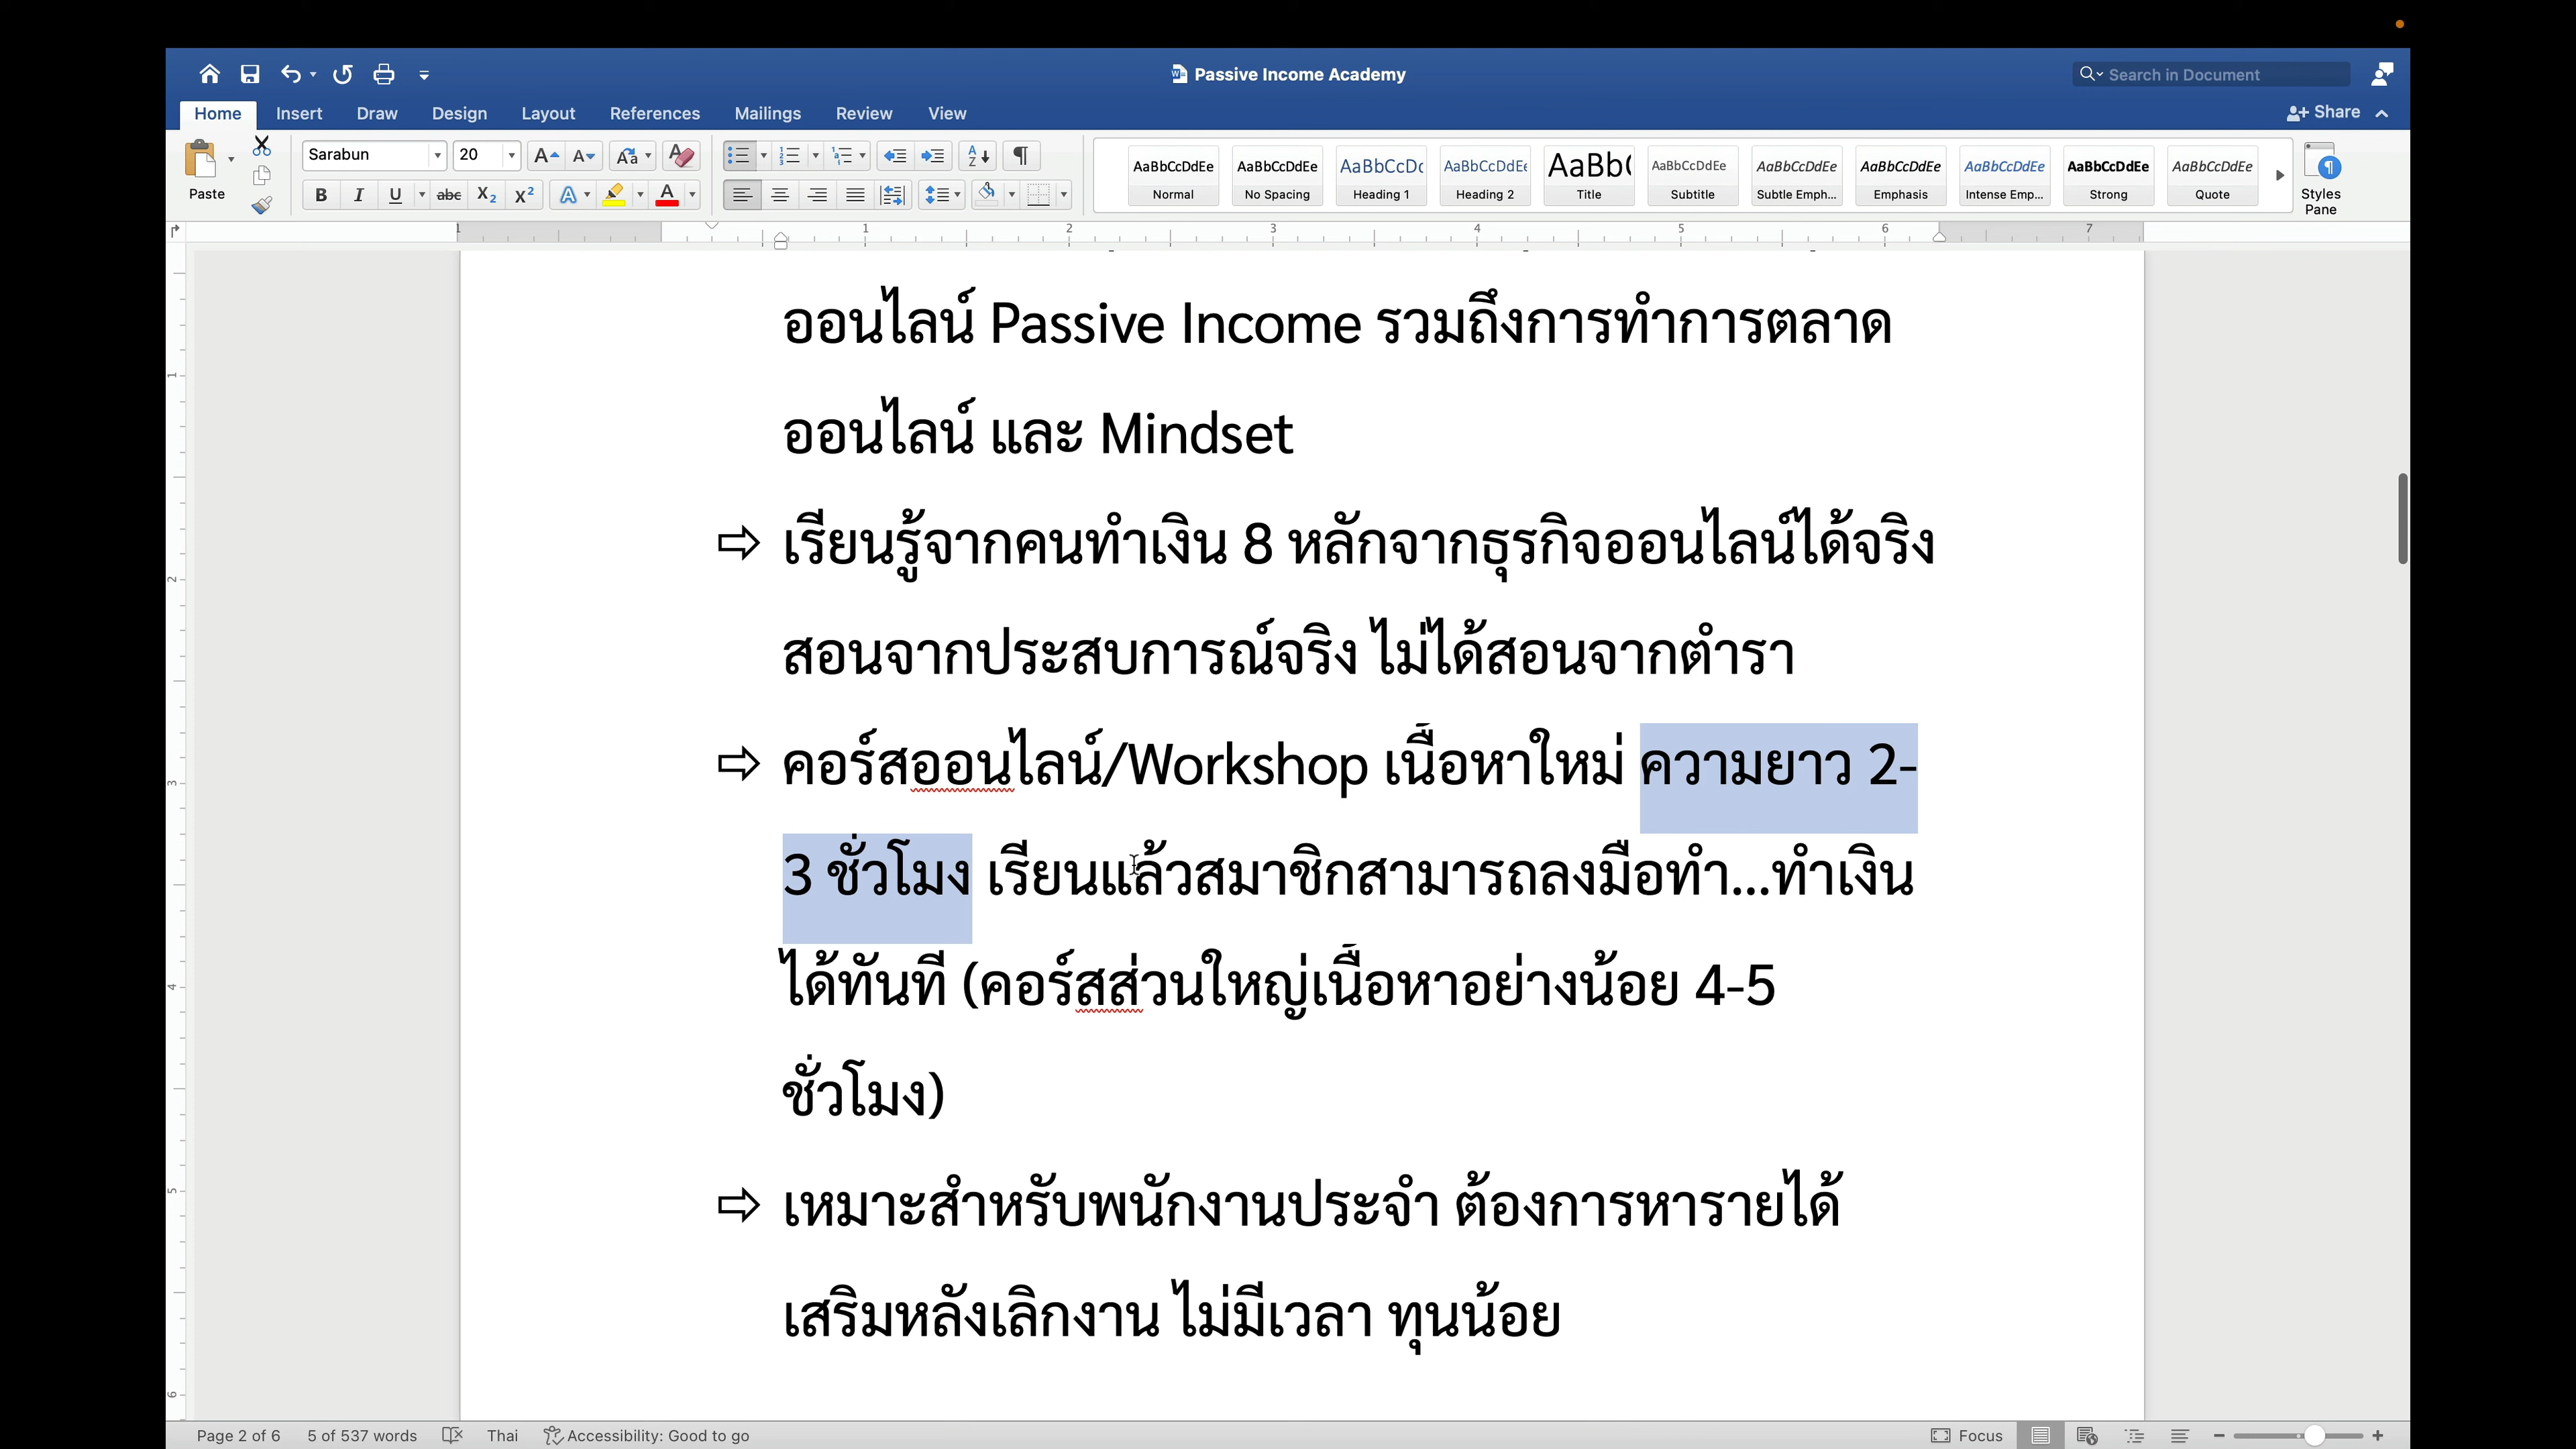 Passive Income Academy
Search in Document
Home Insert Draw Design Layout References Mailings Review View
Share
Paste
Sarabun 20
AaBbCcDdEe AaBbCcDdEe AaBbCcDc AaBbCcDdEe AaBb( AaBbCcDdEe AaBbCcDdEe AaBbCcDdEe AaBbCcDdEe AaBbCcDdEe AaBbCcDdEe
Normal No Spacing Heading 1 Heading 2 Title Subtitle Subtle Emph... Emphasis Intense Emp... Strong Quote
Styles
Pane
1 1 2 3 4 5 6 7
ออนไลน์ Passive Income รวมถึงการทำการตลาด
ออนไลน์ และ Mindset
⇨ เรียนรู้จากคนทำเงิน 8 หลักจากธุรกิจออนไลน์ได้จริง
สอนจากประสบการณ์จริง ไม่ได้สอนจากตำรา
⇨ คอร์สออนไลน์/Workshop เนื้อหาใหม่ ความยาว 2-
3 ชั่วโมง เรียนแล้วสมาชิกสามารถลงมือทำ...ทำเงิน
ได้ทันที (คอร์สส่วนใหญ่เนื้อหาอย่างน้อย 4-5
ชั่วโมง)
⇨ เหมาะสำหรับพนักงานประจำ ต้องการหารายได้
เสริมหลังเลิกงาน ไม่มีเวลา ทุนน้อย
Page 2 of 6 5 of 537 words Thai Accessibility: Good to go Focus